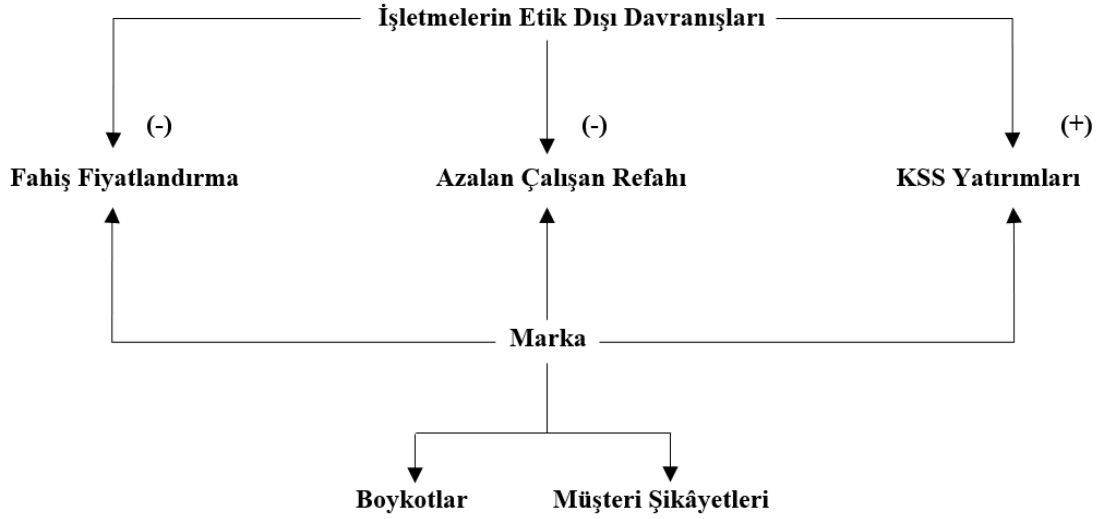 İşletmelerin Etik Dışı Davranışları
(-)
(-)
(+)
Fahiş Fiyatlandırma
Azalan Çalışan Refahı
KSS Yatırımları
Marka
Boykotlar
Müşteri Şikâyetleri